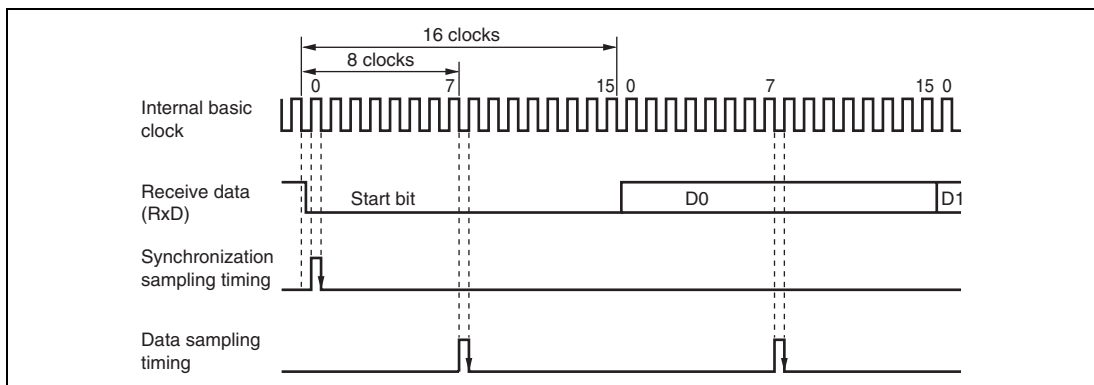 16 clocks
8 clocks
0 7 15 0 7 15 0
Internal basic
clock
Receive data
(RxD)
Start bit D0 D1
Synchronization
sampling timing
Data sampling
timing